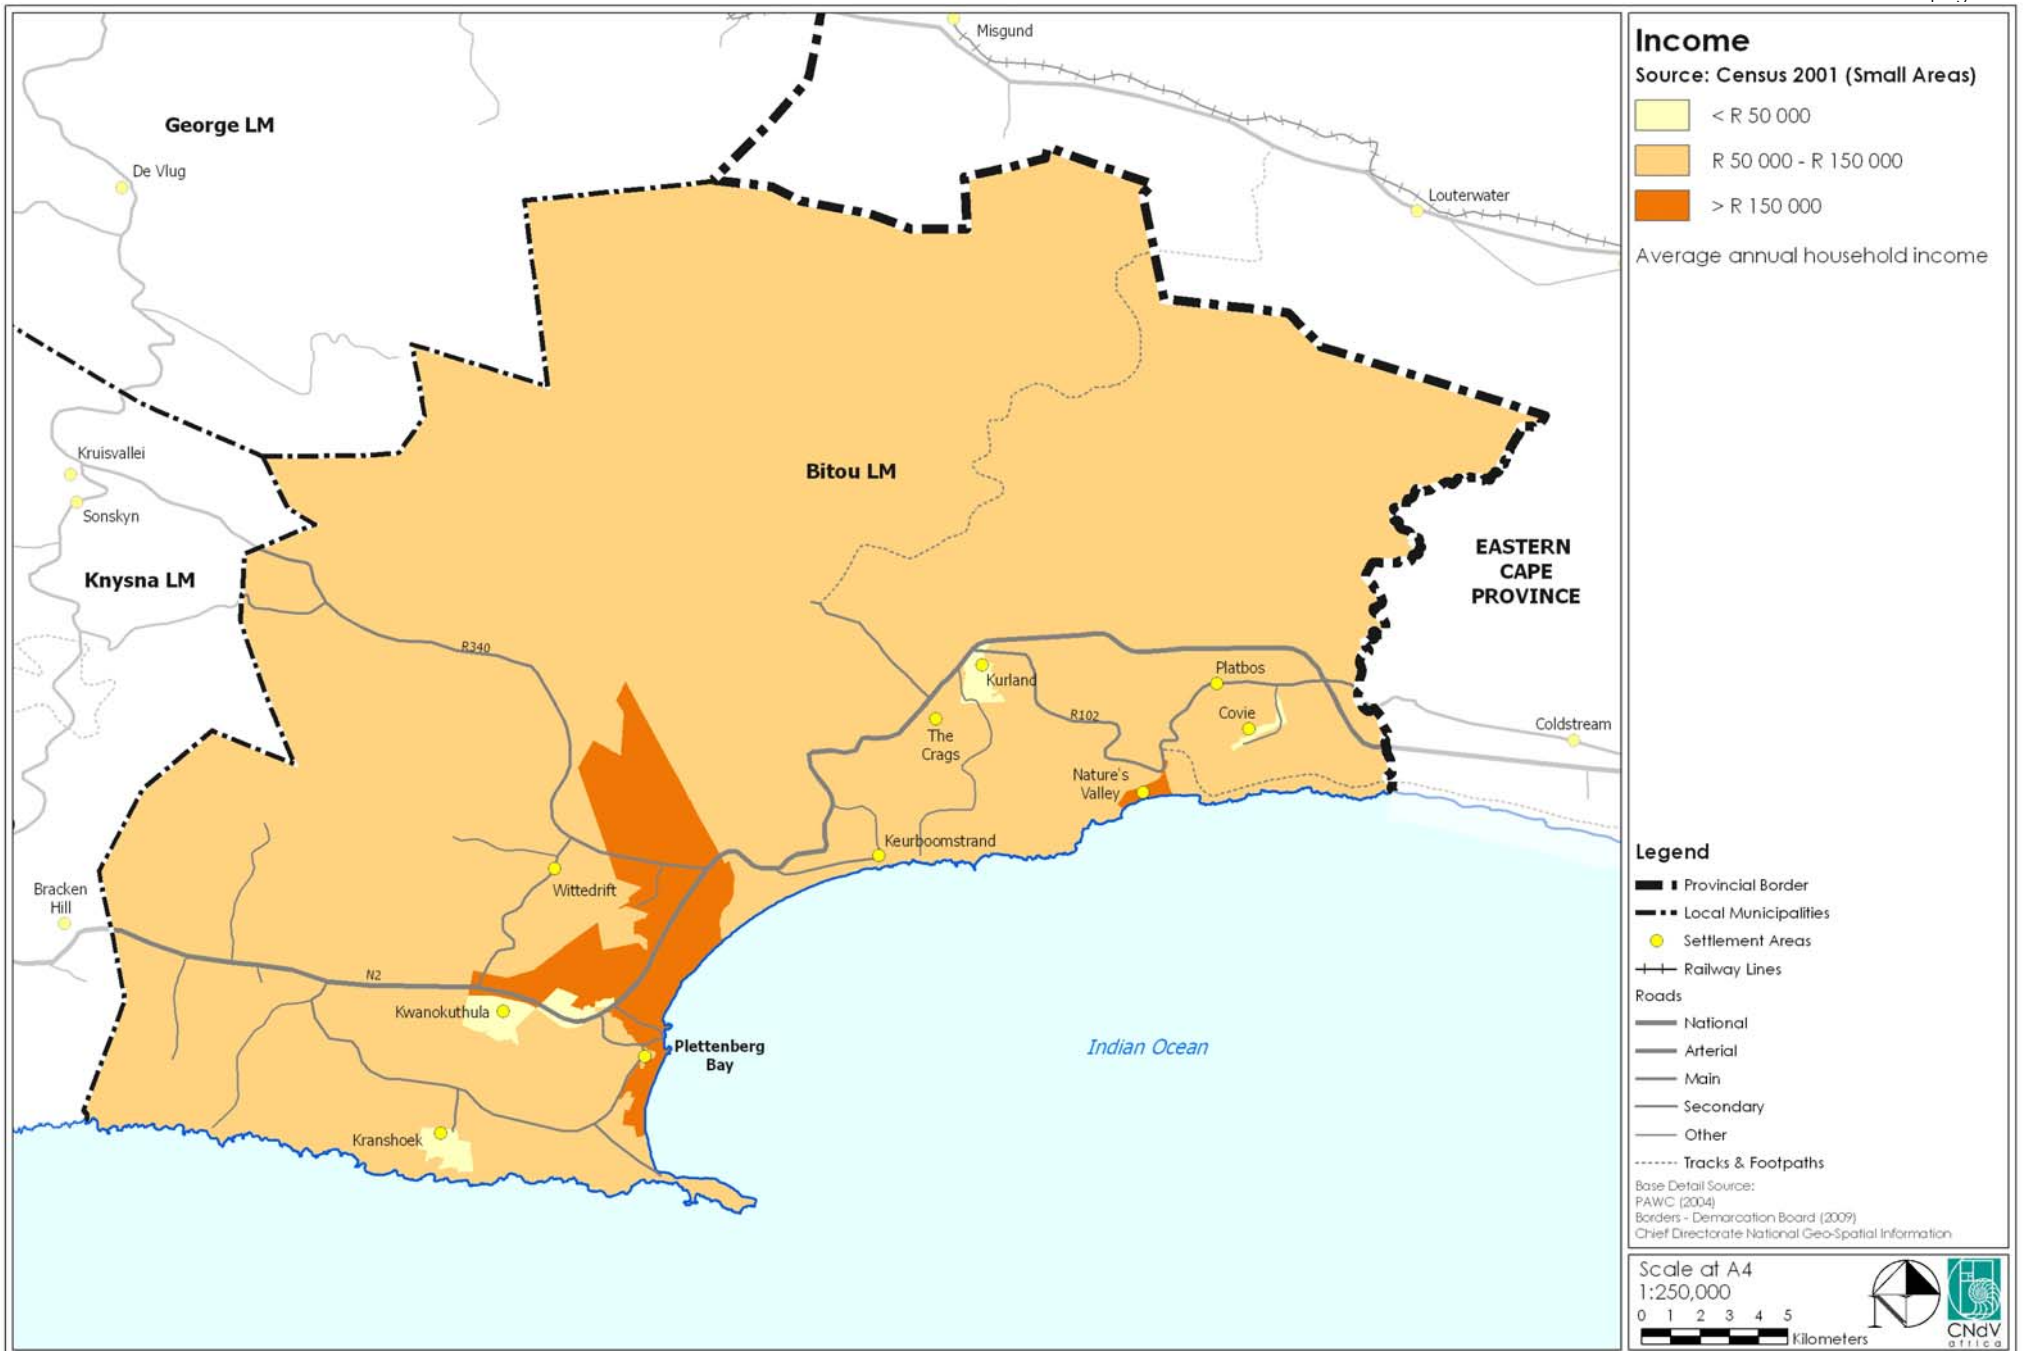 Misgund
George LM
De Vlug
Louterwater
Kruisvallei
Bitou LM
Sonskyn
EASTERN
CAPE
PROVINCE
Knysna LM
R340
Kurland
Platbos
R102
Covie
The
Crags
Coldstream
Nature's
Valley
Keurboomstrand
Wittedrift
Bracken
Hill
N2
Kwanokuthula
Plettenberg
Bay
Indian Ocean
Kranshoek
Income
Source: Census 2001 (Small Areas)
< R 50 000
R 50 000 - R 150 000
> R 150 000
Average annual household income
Legend
Provincial Border
Local Municipalities
Settlement Areas
Railway Lines
Roads
National
Arterial
Main
Secondary
Other
Tracks & Footpaths
Base Detail Source:
PAWC (2004)
Borders - Demarcation Board (2009)
Chief Directorate National Geo-Spatial Information
Scale at A4
1:250,000
0 1 2 3 4 5
Kilometers
N
CNdV
africa